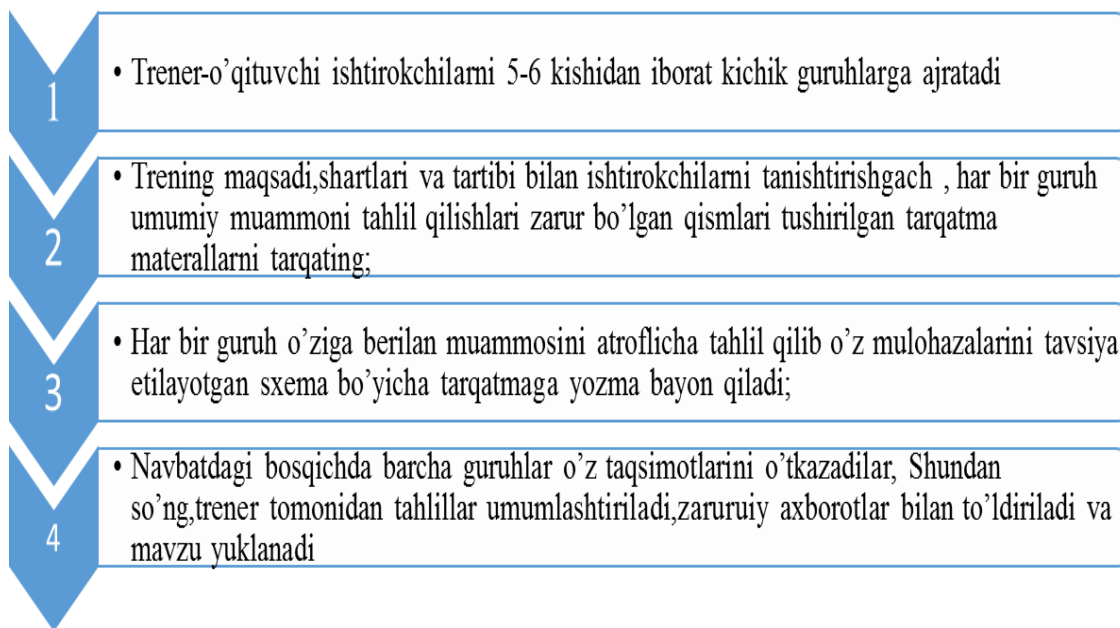 1
• Trener-o’qituvchi ishtirokchilarni 5-6 kishidan iborat kichik guruhlarga ajratadi
2
• Trening maqsadi,shartlari va tartibi bilan ishtirokchilarni tanishtirishgach , har bir guruh
umumiy muammoni tahlil qilishlari zarur bo’lgan qismlari tushirilgan tarqatma
materallarni tarqating;
3
• Har bir guruh o’ziga berilan muammosini atroflicha tahlil qilib o’z mulohazalarini tavsiya
etilayotgan sxema bo’yicha tarqatmaga yozma bayon qiladi;
4
• Navbatdagi bosqichda barcha guruhlar o’z taqsimotlarini o’tkazadilar, Shundan
so’ng,trener tomonidan tahlillar umumlashtiriladi,zaruruiy axborotlar bilan to’ldiriladi va
mavzu yuklanadi